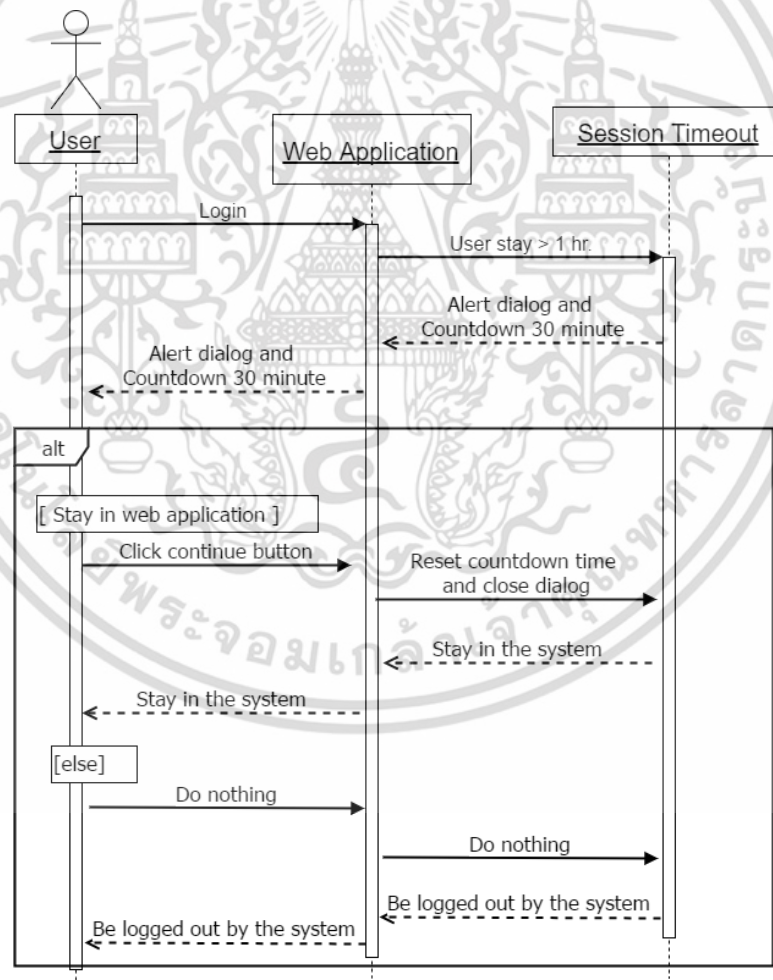 User
Web Application
Session Timeout
Login
User stay > 1 hr.
Alert dialog and
Countdown 30 minute
Alert dialog and
Countdown 30 minute
alt
[ Stay in web application ]
Click continue button
Reset countdown time
and close dialog
Stay in the system
Stay in the system
[else]
Do nothing
Do nothing
Be logged out by the system
Be logged out by the system